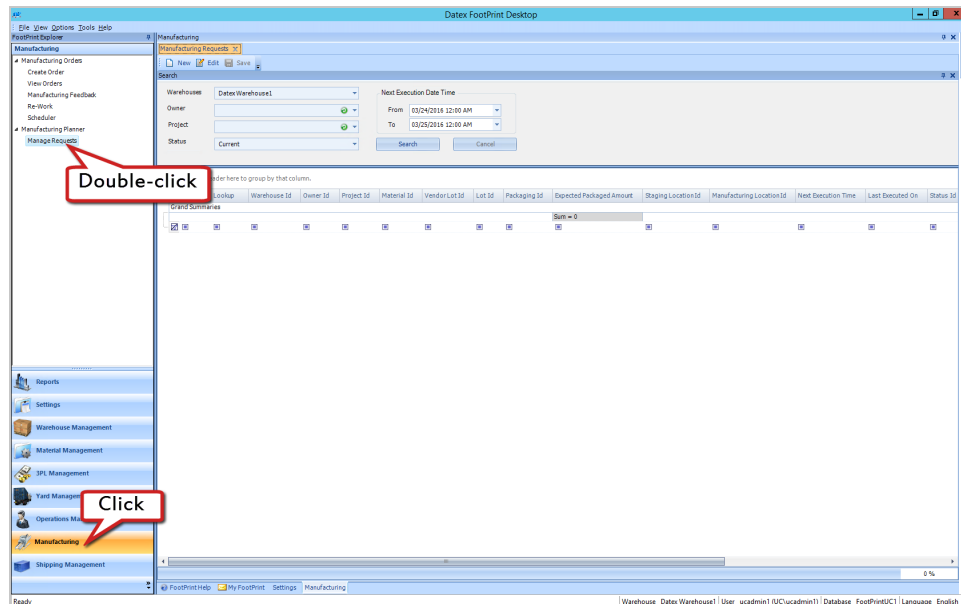 Datex FootPrint Desktop
File View Options Tools Help
FootPrint Explorer
Manufacturing
Manufacturing Orders
Create Order
View Orders
Manufacturing Feedback
Re-Work
Scheduler
Manufacturing Planner
Manage Requests
Double-click
Manufacturing
Manufacturing Requests
New Edit Save
Search
Warehouses Datex Warehouse1
Owner
Project
Status Current
Next Execution Date Time
From 03/24/2016 12:00 AM
To 03/25/2016 12:00 AM
Search Cancel
ader here to group by that column.
Lookup Warehouse Id Owner Id Project Id Material Id Vendor Lot Id Lot Id Packaging Id Expected Packaged Amount Staging Location Id Manufacturing Location Id Next Execution Time Last Executed On Status Id
Grand Summaries
Sum = 0
Reports
Settings
Warehouse Management
Material Management
3PL Management
Yard Managem
Click
Operations Ma
Manufacturing
Shipping Management
0 %
FootPrint Help My FootPrint Settings Manufacturing
Ready
Warehouse Datex Warehouse1 User ucadmin1 (UC\ucadmin1) Database FootPrintUC1 Language English